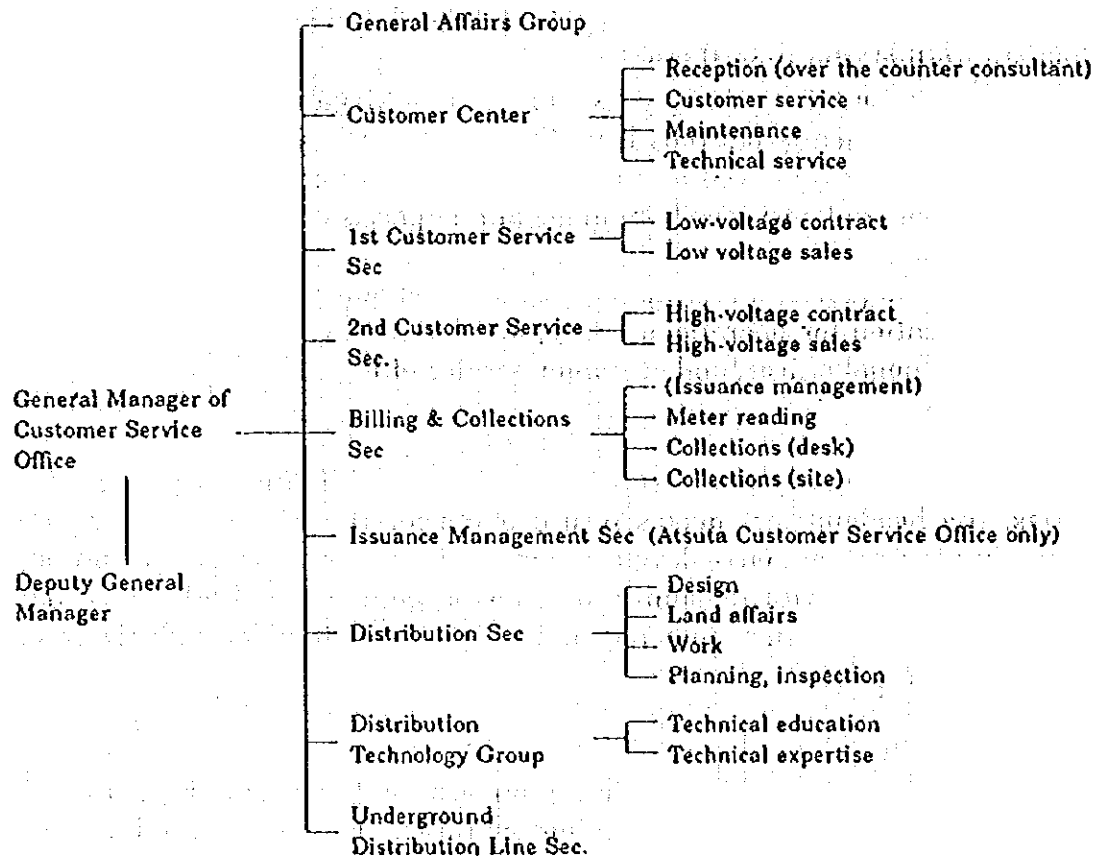 General Affairs Group
Customer Center
Reception (over the counter consultant)
Customer service
Maintenance
Technical service
1st Customer Service
Sec
Low-voltage contract
Low voltage sales
2nd Customer Service
Sec.
High-voltage contract
High-voltage sales
General Manager of
Customer Service
Office
Deputy General
Manager
Billing & Collections
Sec
(Issuance management)
Meter reading
Collections (desk)
Collections (site)
Issuance Management Sec (Atsuta Customer Service Office only)
Distribution Sec
Design
Land affairs
Work
Planning, inspection
Distribution
Technology Group
Technical education
Technical expertise
Underground
Distribution Line Sec.